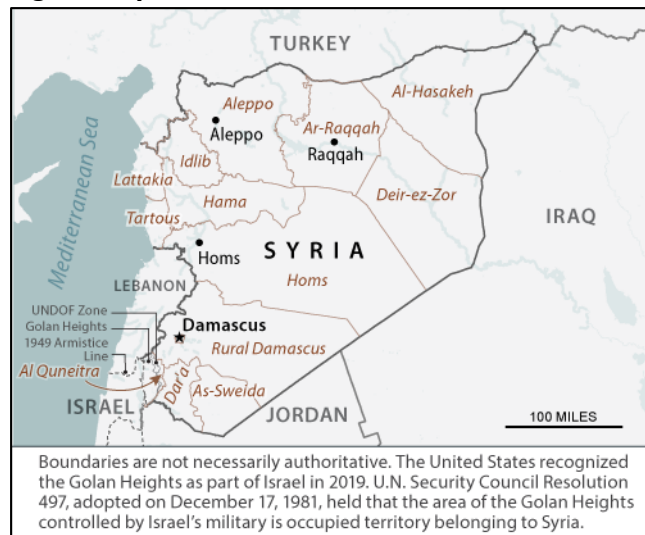 TURKEY
Al-Hasakeh
Aleppo
Aleppo
Ar-Raqqah
Raqqah
Idlib
Mediterranean Sea
Lattakia
Hama
Deir-ez-Zor
Tartous
IRAQ
Homs
SYRIA
Homs
LEBANON
UNDOF Zone
Golan Heights
1949 Armistice
Line
Damascus
Rural Damascus
Al Quneitra
Dar'a
As-Sweida
ISRAEL
JORDAN
100 MILES
Boundaries are not necessarily authoritative. The United States recognized
the Golan Heights as part of Israel in 2019. U.N. Security Council Resolution
497, adopted on December 17, 1981, held that the area of the Golan Heights
controlled by Israel's military is occupied territory belonging to Syria.